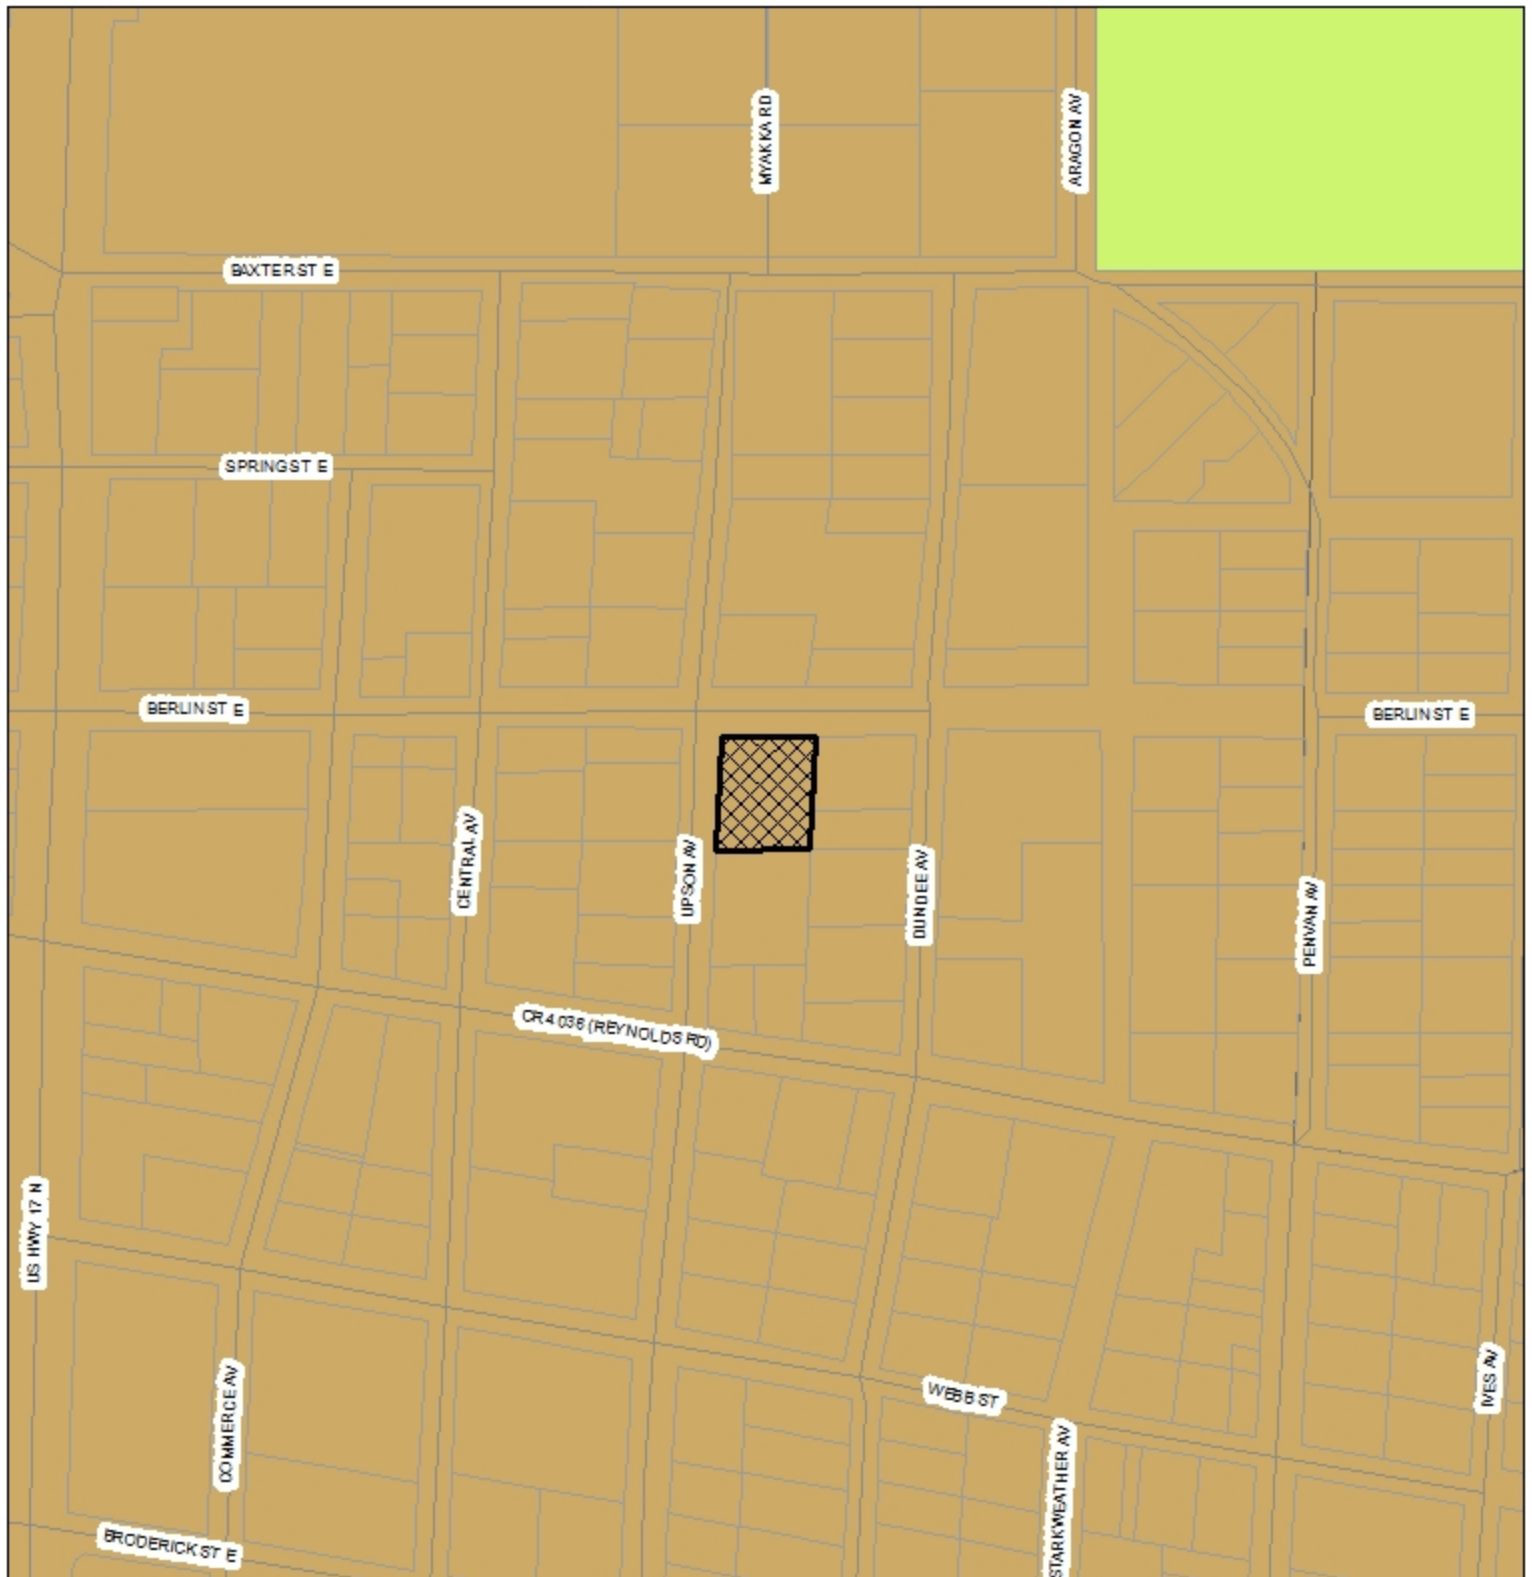 MYAKKA RD
ARAGON AV
BAXTER ST E
SPRING ST E
BERLIN ST E
BERLIN ST E
CENTRAL AV
UPSON AV
DUNDEE AV
PENVAN AV
CR 4 036 (REYNOLDS RD)
US HWY 17 N
COMMERCE AV
WEBB ST
IVES AV
STARKWEATHER AV
BRODERICK ST E